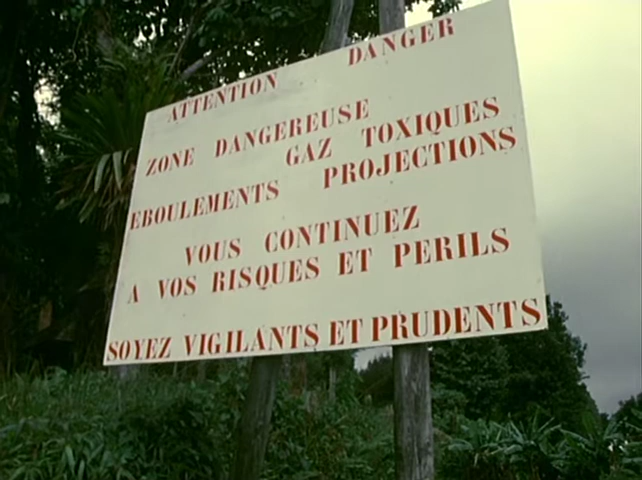 ATTENTION DANGER
ZONE DANGEREUSE
GAZ TOXIQUES
EBOULEMENTS PROJECTIONS
VOUS CONTINUEZ
A VOS RISQUES ET PERILS
SOYEZ VIGILANTS ET PRUDENTS